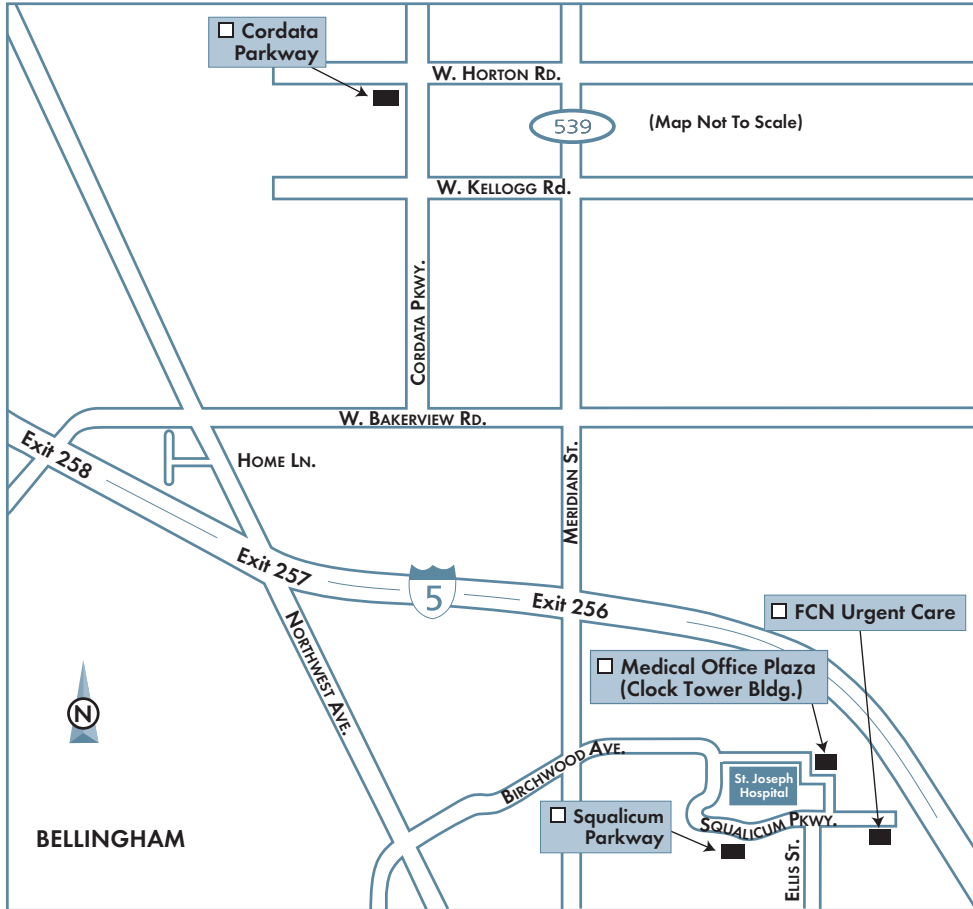 Cordata
Parkway
W. HORTON RD.
539
(Map Not To Scale)
W. KELLOGG Rd.
CORDATA PKWY.
W. BAKERVIEW RD.
Exit 258
HOME LN.
MERIDIAN ST.
Exit 257
5
Exit 256
FCN Urgent Care
NORTHWEST AVE.
Medical Office Plaza
(Clock Tower Bldg.)
N
BIRCHWOOD AVE.
St. Joseph
Hospital
Squalicum
Parkway
SQUALICUM PKWY.
BELLINGHAM
ELLIS ST.